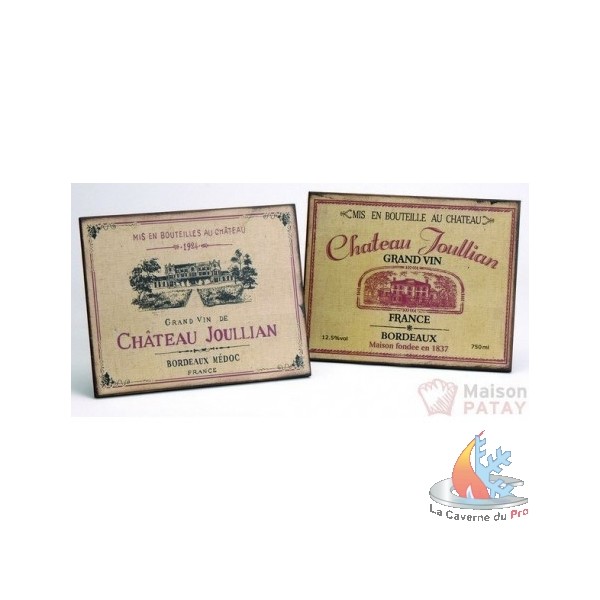 MIS EN BOUTEILLES AU CHÂTEAU
1984
GRAND VIN DE
CHÂTEAU JOULLIAN
BORDEAUX MÉDOC
FRANCE
MIS EN BOUTEILLE AU CHATEAU
Chateau Joullian
GRAND VIN
FRANCE
BORDEAUX
12.5%vol
Maison fondee en 1837
750ml
Maison
PATAY
La Caverne du Pro